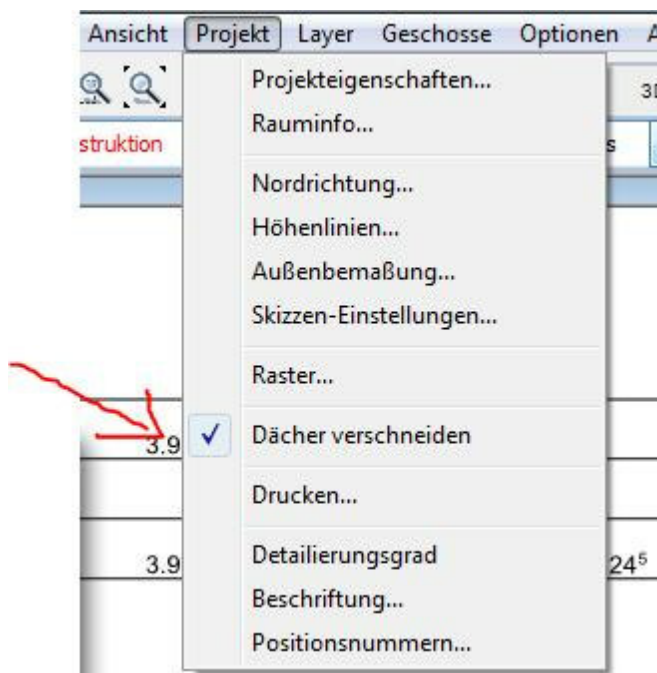 Ansicht Projekt Layer Geschosse Optionen
Projekteigenschaften...
Rauminfo...
struktion
Nordrichtung...
Höhenlinien...
Außenbemaßung...
Skizzen-Einstellungen...
Raster...
3.9 Dächer verschneiden
Drucken...
3.9 Detailierungsgrad 24⁵
Beschriftung...
Positionsnummern...